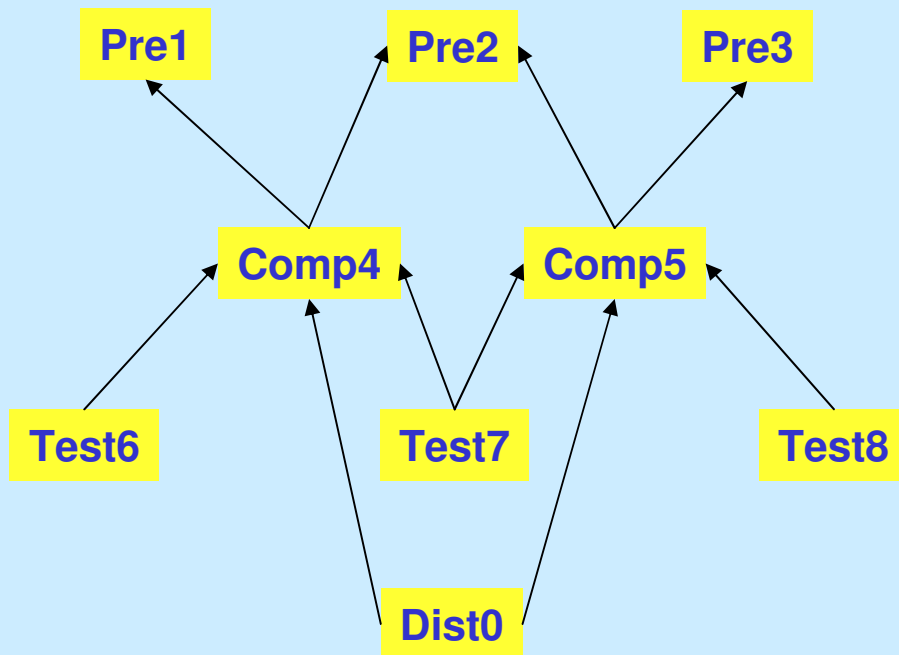 Pre1
Pre2
Pre3
Comp4
Comp5
Test6
Test7
Test8
Dist0